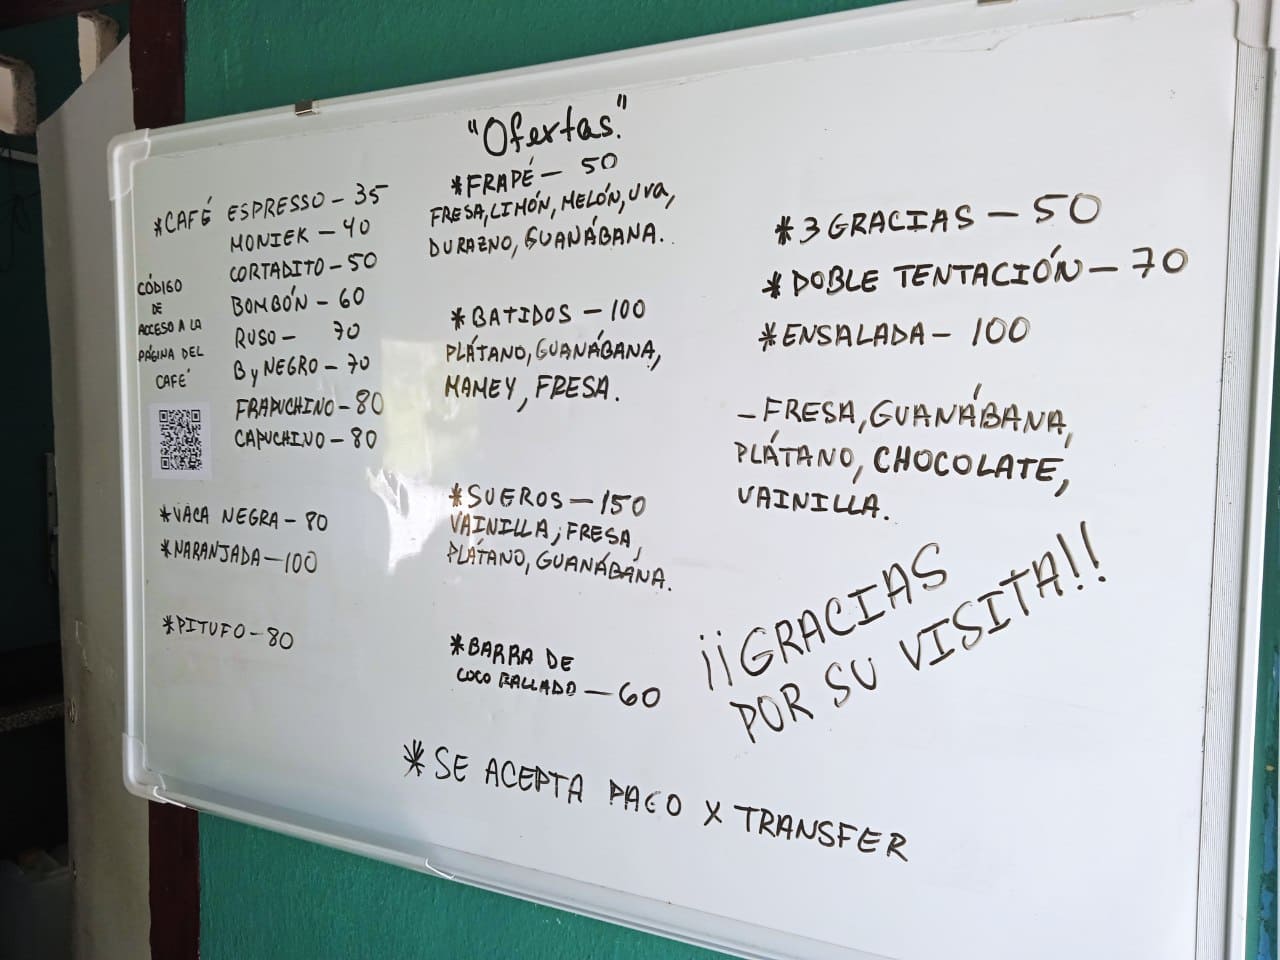 "Ofertas."
*CAFÉ ESPRESSO - 35
MONIEK - 40
CORTADITO - 50
BOMBÓN - 60
RUSO - 70
B y NEGRO - 70
FRAPUCHINO - 80
CAPUCHINO - 80
CÓDIGO
DE
ACCESO A LA
PÁGINA DEL
CAFÉ
*VACA NEGRA - 80
*NARANJADA - 100
*PITUFO - 80
*FRAPÉ - 50
FRESA, LIMÓN, MELÓN, UVA,
DURAZNO, GUANÁBANA..
*BATIDOS - 100
PLÁTANO, GUANÁBANA,
MAMEY, FRESA.
*SUEROS - 150
VAINILLA, FRESA,
PLÁTANO, GUANÁBANA.
*BARRA DE
COCO RALLADO - 60
*3 GRACIAS - 50
*DOBLE TENTACIÓN - 70
*ENSALADA - 100
- FRESA, GUANÁBANA,
PLÁTANO, CHOCOLATE,
VAINILLA.
¡¡GRACIAS
POR SU VISITA!!
*SE ACEPTA PAGO X TRANSFER